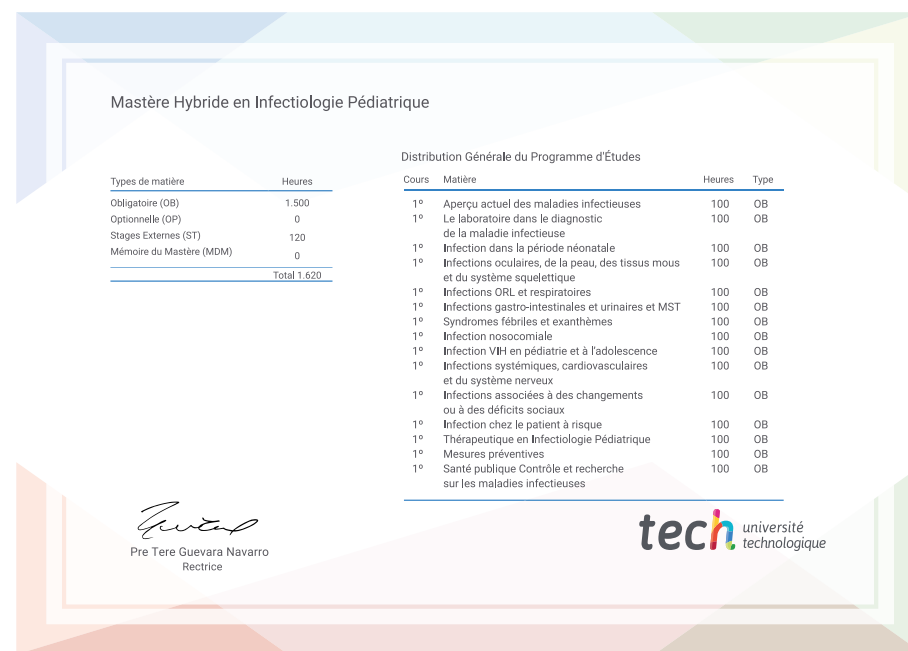 Mastère Hybride en Infectiologie Pédiatrique
Types de matière Heures
Obligatoire (OB) 1.500
Optionnelle (OP) 0
Stages Externes (ST) 120
Mémoire du Mastère (MDM) 0
Total 1.620
Distribution Générale du Programme d'Études
Cours Matière Heures Type
1º Aperçu actuel des maladies infectieuses 100 OB
1º Le laboratoire dans le diagnostic 100 OB
de la maladie infectieuse
1º Infection dans la période néonatale 100 OB
1º Infections oculaires, de la peau, des tissus mous 100 OB
et du système squelettique
1º Infections ORL et respiratoires 100 OB
1º Infections gastro-intestinales et urinaires et MST 100 OB
1º Syndromes fébriles et exanthèmes 100 OB
1º Infection nosocomiale 100 OB
1º Infection VIH en pédiatrie et à l'adolescence 100 OB
1º Infections systémiques, cardiovasculaires 100 OB
et du système nerveux
1º Infections associées à des changements 100 OB
ou à des déficits sociaux
1º Infection chez le patient à risque 100 OB
1º Thérapeutique en Infectiologie Pédiatrique 100 OB
1º Mesures préventives 100 OB
1º Santé publique Contrôle et recherche 100 OB
sur les maladies infectieuses
Pre Tere Guevara Navarro
Rectrice
tech université
technologique